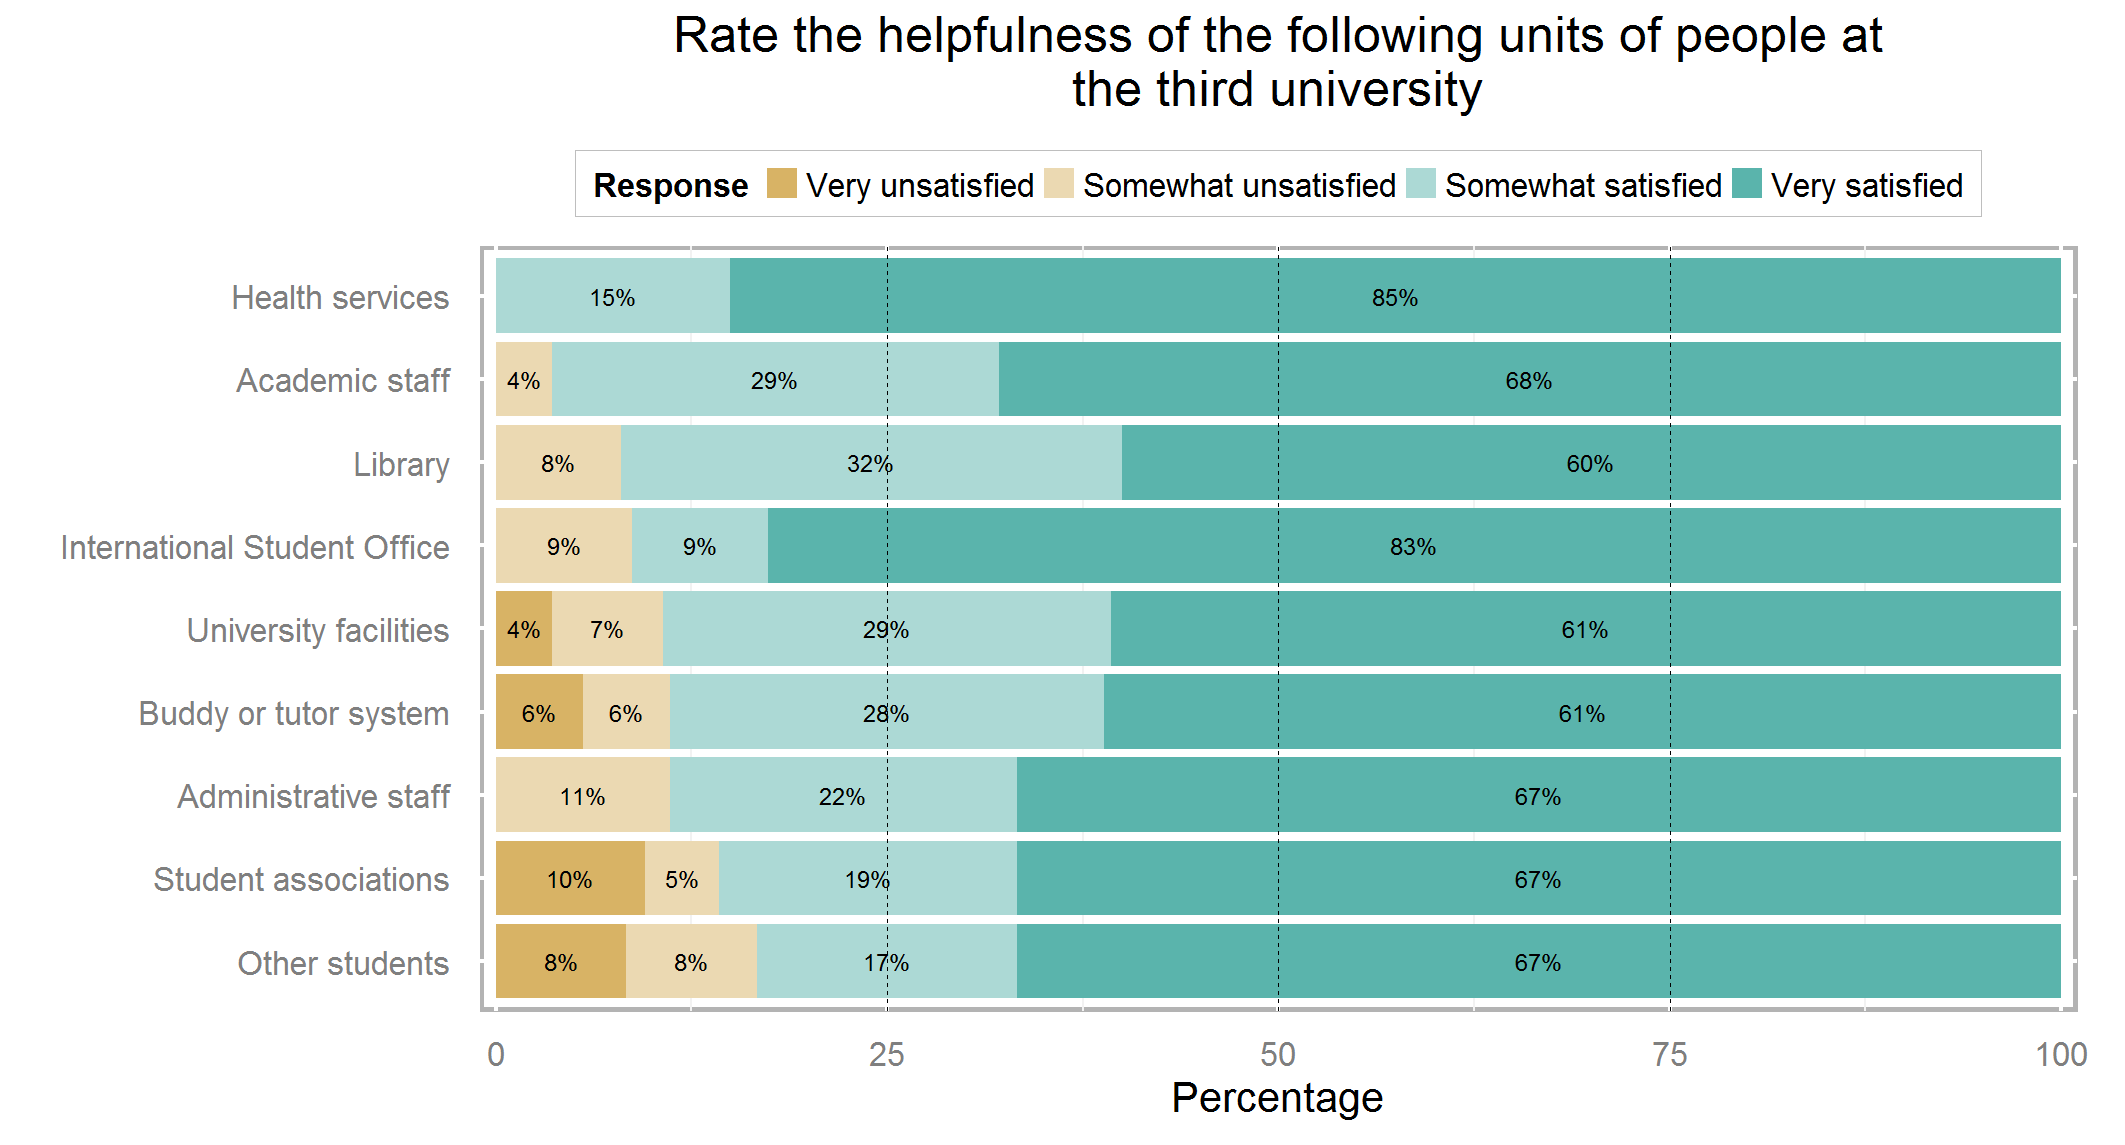 Rate the helpfulness of the following units of people at
the third university
Response Very unsatisfied Somewhat unsatisfied Somewhat satisfied Very satisfied
Health services 15% 85%
Academic staff 4% 29% 68%
Library 8% 32% 60%
International Student Office 9% 9% 83%
University facilities 4% 7% 29% 61%
Buddy or tutor system 6% 6% 28% 61%
Administrative staff 11% 22% 67%
Student associations 10% 5% 19% 67%
Other students 8% 8% 17% 67%
0 25 50 75 100
Percentage